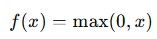 f(x) = max(0, x)